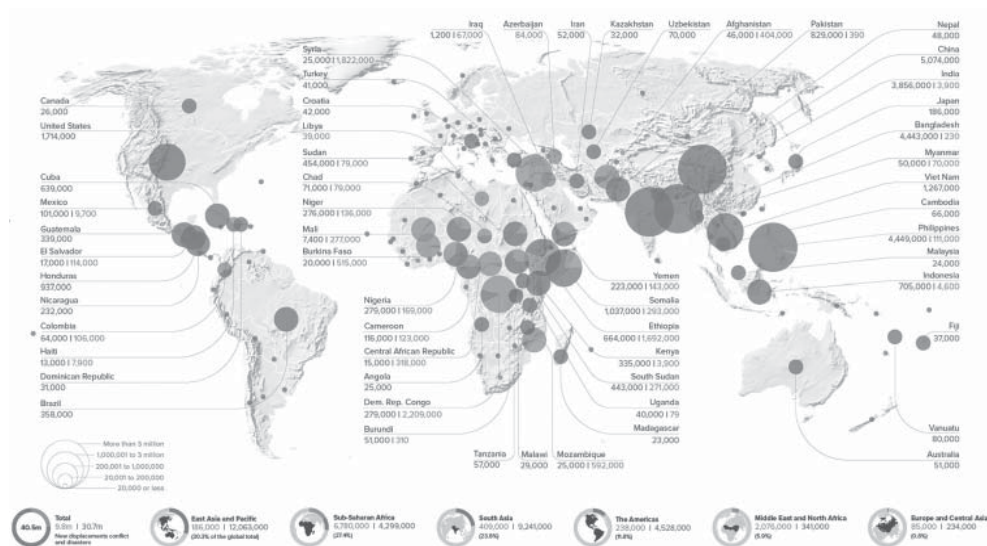 Iraq
1,200 | 67,000
Azerbaijan
84,000
Iran
52,000
Kazakhstan
32,000
Uzbekistan
70,000
Afghanistan
46,000 | 404,000
Pakistan
829,000 | 390
Nepal
48,000
China
5,074,000
India
3,856,000 | 3,900
Japan
186,000
Bangladesh
4,443,000 | 230
Myanmar
50,000 | 70,000
Viet Nam
1,267,000
Cambodia
66,000
Philippines
4,449,000 | 111,000
Malaysia
24,000
Indonesia
705,000 | 4,600
Fiji
37,000
Vanuatu
80,000
Australia
51,000
Syria
25,000 | 1,822,000
Turkey
41,000
Croatia
42,000
Libya
39,000
Sudan
454,000 | 79,000
Chad
71,000 | 79,000
Niger
276,000 | 136,000
Mali
7,400 | 277,000
Burkina Faso
20,000 | 515,000
Canada
26,000
United States
1,714,000
Cuba
639,000
Mexico
101,000 | 9,700
Guatemala
339,000
El Salvador
17,000 | 114,000
Honduras
937,000
Nicaragua
232,000
Colombia
64,000 | 106,000
Haiti
13,000 | 7,900
Dominican Republic
31,000
Brazil
358,000
Nigeria
279,000 | 169,000
Cameroon
116,000 | 123,000
Central African Republic
15,000 | 318,000
Angola
25,000
Dem. Rep. Congo
279,000 | 2,209,000
Burundi
51,000 | 310
Tanzania
57,000
Malawi
29,000
Mozambique
25,000 | 592,000
Yemen
223,000 | 143,000
Somalia
1,037,000 | 293,000
Ethiopia
664,000 | 1,692,000
Kenya
335,000 | 3,900
South Sudan
443,000 | 271,000
Uganda
40,000 | 79
Madagascar
23,000
More than 3 million
1,000,001 to 3 million
200,001 to 1,000,000
20,001 to 200,000
20,000 or less
40.5m
Total
9.8m | 30.7m
New displacements conflict
and disasters
East Asia and Pacific
186,000 | 12,063,000
(30.3% of the global total)
Sub-Saharan Africa
6,780,000 | 4,299,000
(27.4%)
South Asia
409,000 | 9,241,000
(23.8%)
The Americas
238,000 | 4,528,000
(11.8%)
Middle East and North Africa
2,076,000 | 341,000
(5.9%)
Europe and Central Asia
85,000 | 234,000
(0.8%)